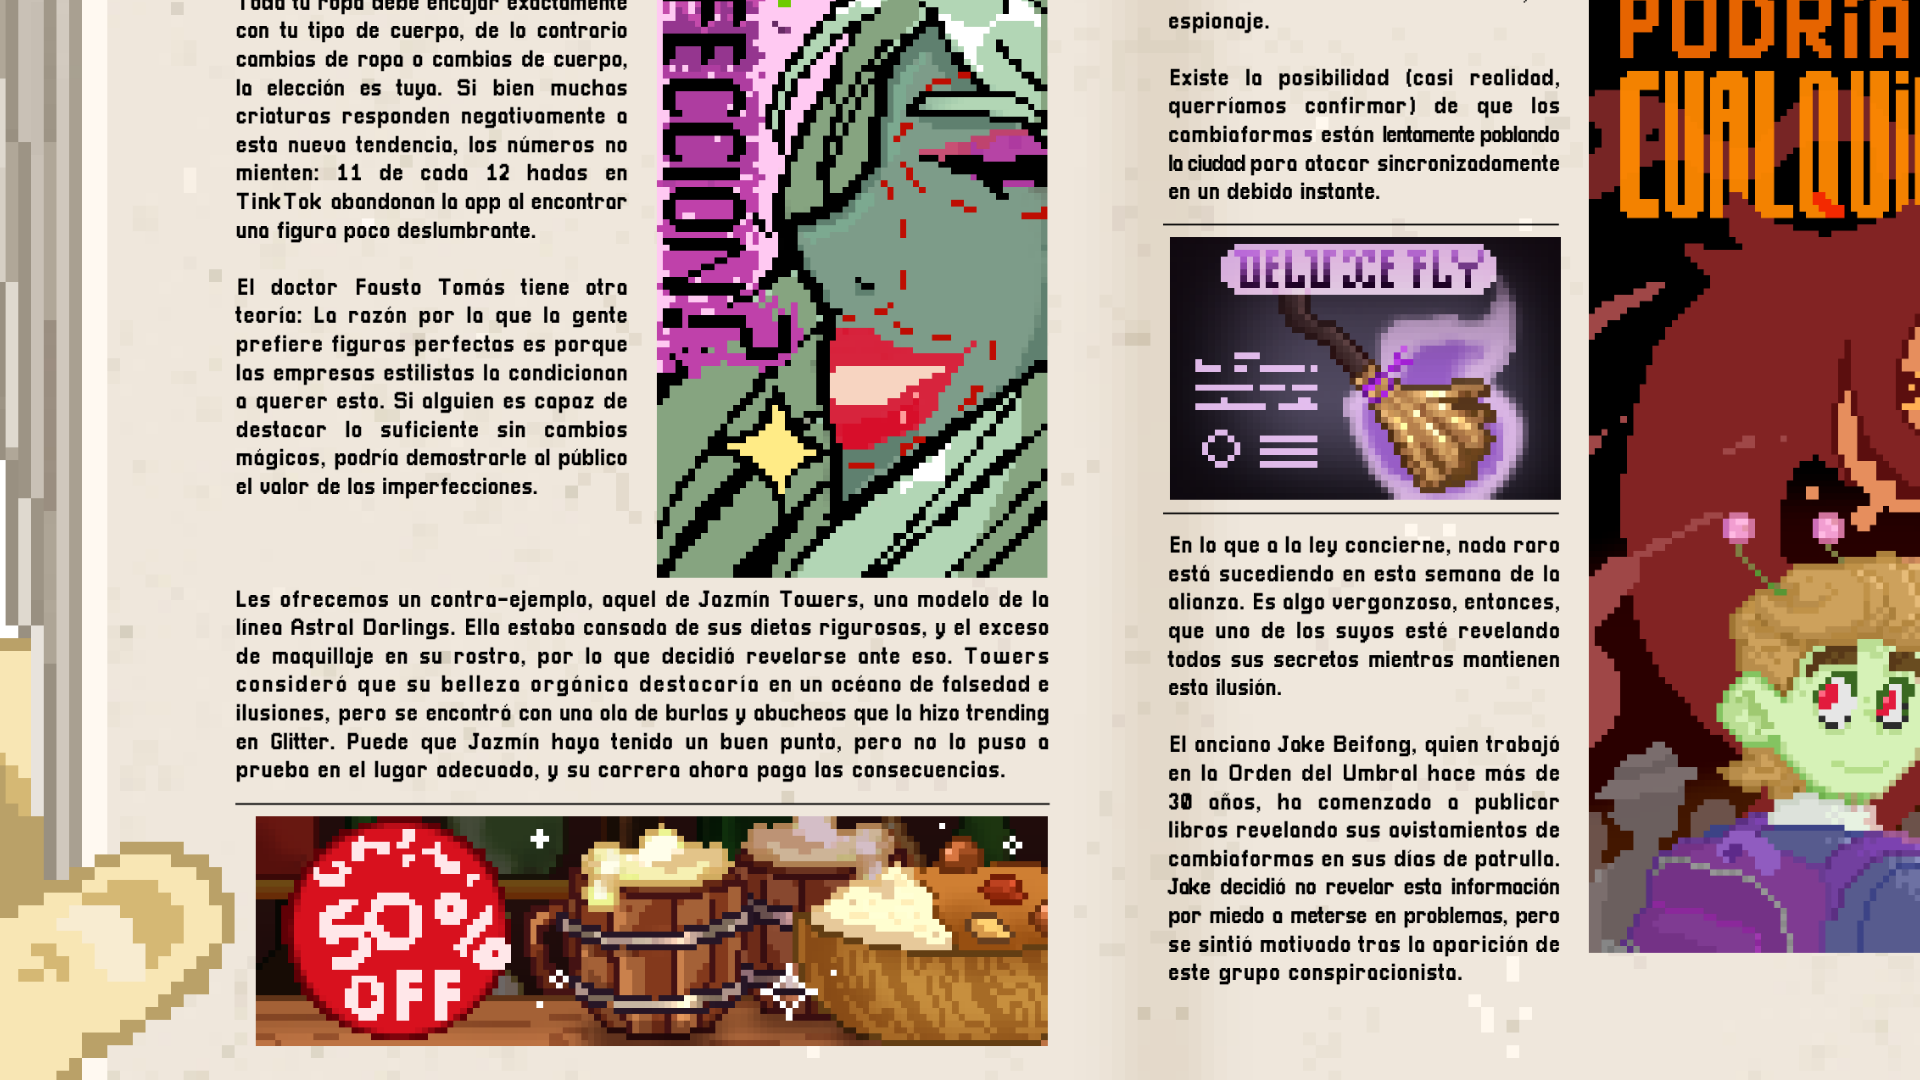 Toda tu ropa debe encajar exactamente
con tu tipo de cuerpo, de lo contrario
cambias de ropa o cambias de cuerpo,
la elección es tuya. Si bien muchas
criaturas responden negativamente a
esta nueva tendencia, los números no
mienten: 11 de cada 12 hadas en
TinkTok abandonan la app al encontrar
una figura poco deslumbrante.
El doctor Fausto Tomás tiene otra
teoría: La razón por la que la gente
prefiere figuras perfectas es porque
las empresas estilistas la condicionan
a querer esto. Si alguien es capaz de
destacar lo suficiente sin cambios
mágicos, podría demostrarle al público
el valor de las imperfecciones.
ECCIÓN?
Les ofrecemos un contra-ejemplo, aquel de Jazmín Towers, una modelo de la
línea Astral Darlings. Ella estaba cansada de sus dietas rigurosas, y el exceso
de maquillaje en su rostro, por lo que decidió revelarse ante eso. Towers
consideró que su belleza orgánica destacaría en un océano de falsedad e
ilusiones, pero se encontró con una ola de burlas y abucheos que la hizo trending
en Glitter. Puede que Jazmín haya tenido un buen punto, pero no lo puso a
prueba en el lugar adecuado, y su carrera ahora paga las consecuencias.
50%
OFF
espionaje.
Existe la posibilidad (casi realidad,
querríamos confirmar) de que los
cambiaformas están lentamente poblando
la ciudad para atacar sincronizadamente
en un debido instante.
DELUXE FLY
En lo que a la ley concierne, nada raro
está sucediendo en esta semana de la
alianza. Es algo vergonzoso, entonces,
que uno de los suyos esté revelando
todos sus secretos mientras mantienen
esta ilusión.
El anciano Jake Beifong, quien trabajó
en la Orden del Umbral hace más de
30 años, ha comenzado a publicar
libros revelando sus avistamientos de
cambiaformas en sus días de patrulla.
Jake decidió no revelar esta información
por miedo a meterse en problemas, pero
se sintió motivado tras la aparición de
este grupo conspiracionista.
PODRÍA
CUALQUI